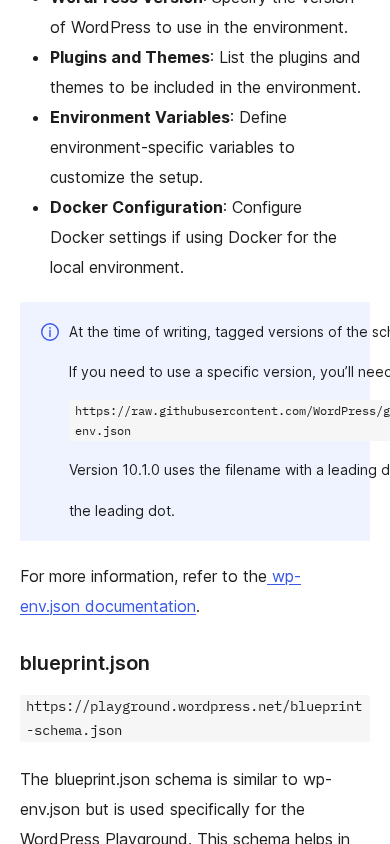 WordPress Version: Specify the version
of WordPress to use in the environment.
• Plugins and Themes: List the plugins and
themes to be included in the environment.
• Environment Variables: Define
environment-specific variables to
customize the setup.
• Docker Configuration: Configure
Docker settings if using Docker for the
local environment.
At the time of writing, tagged versions of the sch
If you need to use a specific version, you’ll need
https://raw.githubusercontent.com/WordPress/g
env.json
Version 10.1.0 uses the filename with a leading d
the leading dot.
For more information, refer to the wp-
env.json documentation.
blueprint.json
https://playground.wordpress.net/blueprint
-schema.json
The blueprint.json schema is similar to wp-
env.json but is used specifically for the
WordPress Playground. This schema helps in